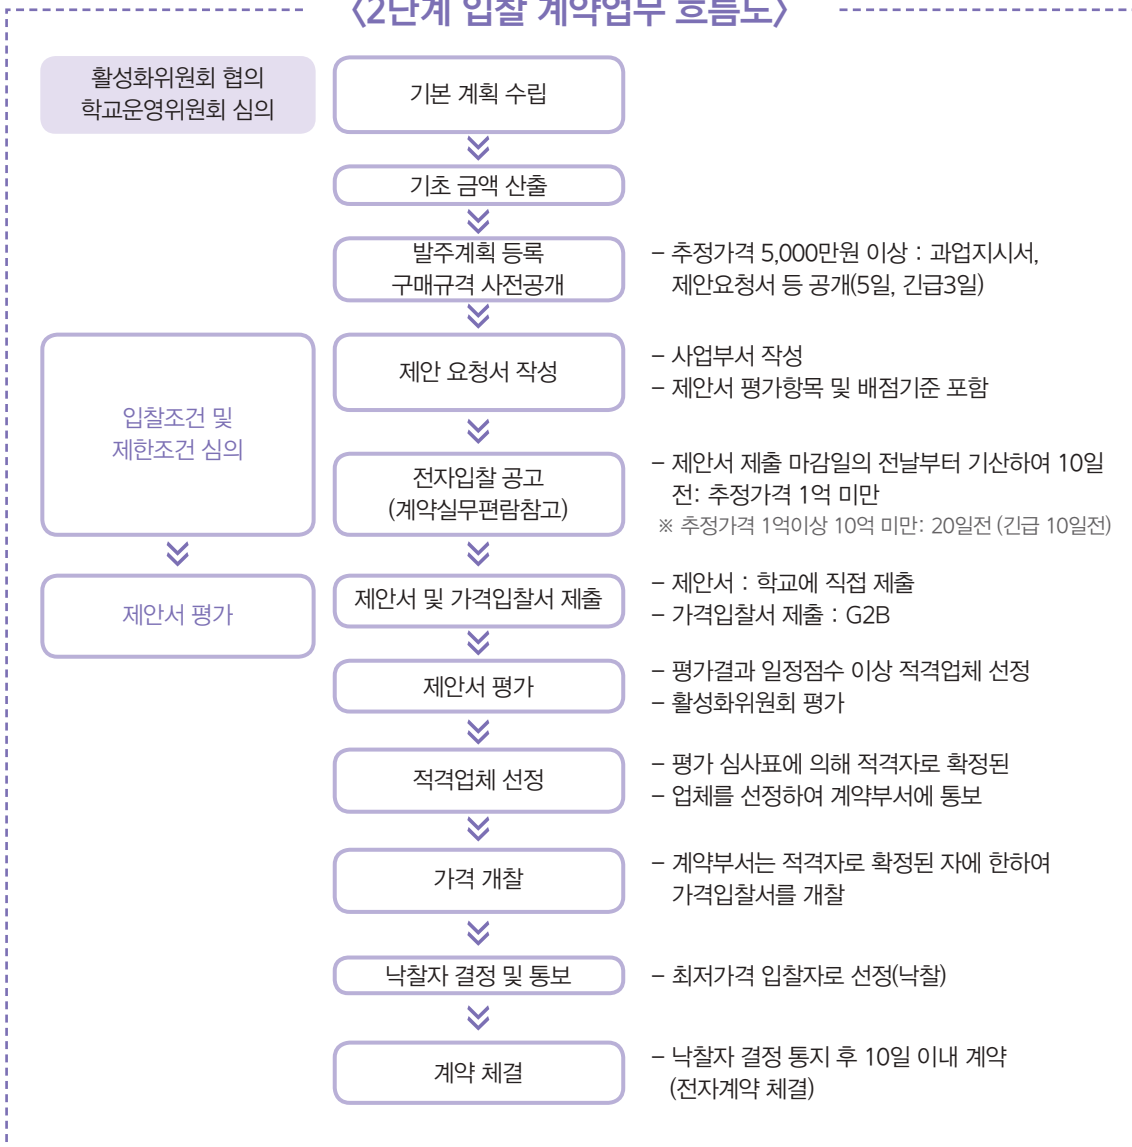 〈2단계 입찰 계약업무 흐름도〉
활성화위원회 협의
학교운영위원회 심의
기본 계획 수립
기초 금액 산출
발주계획 등록
구매규격 사전공개
– 추정가격 5,000만원 이상 : 과업지시서,
제안요청서 등 공개(5일, 긴급3일)
입찰조건 및
제한조건 심의
제안 요청서 작성
– 사업부서 작성
– 제안서 평가항목 및 배점기준 포함
전자입찰 공고
(계약실무편람참고)
– 제안서 제출 마감일의 전날부터 기산하여 10일
전: 추정가격 1억 미만
※ 추정가격 1억이상 10억 미만: 20일전 (긴급 10일전)
제안서 평가
제안서 및 가격입찰서 제출
– 제안서 : 학교에 직접 제출
– 가격입찰서 제출 : G2B
제안서 평가
– 평가결과 일정점수 이상 적격업체 선정
– 활성화위원회 평가
적격업체 선정
– 평가 심사표에 의해 적격자로 확정된
– 업체를 선정하여 계약부서에 통보
가격 개찰
– 계약부서는 적격자로 확정된 자에 한하여
가격입찰서를 개찰
낙찰자 결정 및 통보
– 최저가격 입찰자로 선정(낙찰)
계약 체결
– 낙찰자 결정 통지 후 10일 이내 계약
(전자계약 체결)